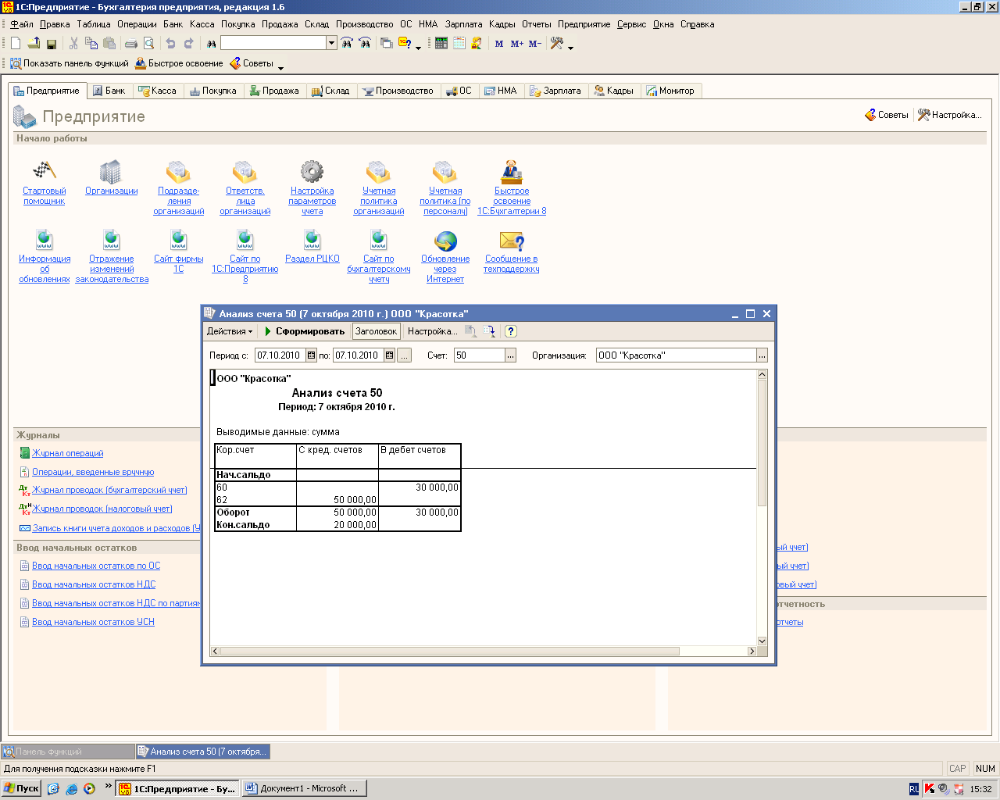 1С:Предприятие - Бухгалтерия предприятия, редакция 1.6
Файл Правка Таблица Операции Банк Касса Покупка Продажа Склад Производство ОС НМА Зарплата Кадры Отчеты Предприятие Сервис Окна Справка
M M+ M-
Показать панель функций Быстрое освоение Советы
Предприятие Банк Касса Покупка Продажа Склад Производство ОС НМА Зарплата Кадры Монитор
Предприятие
Советы Настройка...
Начало работы
Стартовый помощник
Организации
Подразде-
ления
организаций
Ответств.
лица
организаций
Настройка
параметров
учета
Учетная
политика
организаций
Учетная
политика (по
персоналу)
Быстрое
освоение
1С:Бухгалтерии 8
Информация
об
обновлениях
Отражение
изменений
законодательства
Сайт фирмы
1С
Сайт по
1С:Предприятию
8
Раздел РЦКО
Сайт по
бухгалтерскому
учету
Обновление
через
Интернет
Сообщение в
техподдержку
Анализ счета 50 (7 октября 2010 г.) ООО "Красотка"
Действия Сформировать Заголовок Настройка...
Период с: 07.10.2010 по: 07.10.2010 ... Счет: 50 ... Организация: ООО "Красотка" ...
ООО "Красотка"
Анализ счета 50
Период: 7 октября 2010 г.
Выводимые данные: сумма
Кор.счет С кред. счетов В дебет счетов
Нач.сальдо
60 30 000,00
62 50 000,00
Оборот 50 000,00 30 000,00
Кон.сальдо 20 000,00
Журналы
Журнал операций
Операции, введенные вручную
Журнал проводок (бухгалтерский учет)
Журнал проводок (налоговый учет)
Запись книги учета доходов и расходов (У
Ввод начальных остатков
Ввод начальных остатков по ОС
Ввод начальных остатков НДС
Ввод начальных остатков НДС по партиям
Ввод начальных остатков УСН
ый учет)
ый учет)
овый учет)
отчетность
отчеты
Панель функций Анализ счета 50 (7 октября...
Для получения подсказки нажмите F1
CAP NUM
Пуск » 1С:Предприятие - Бу... Документ1 - Microsoft ... RL 15:32